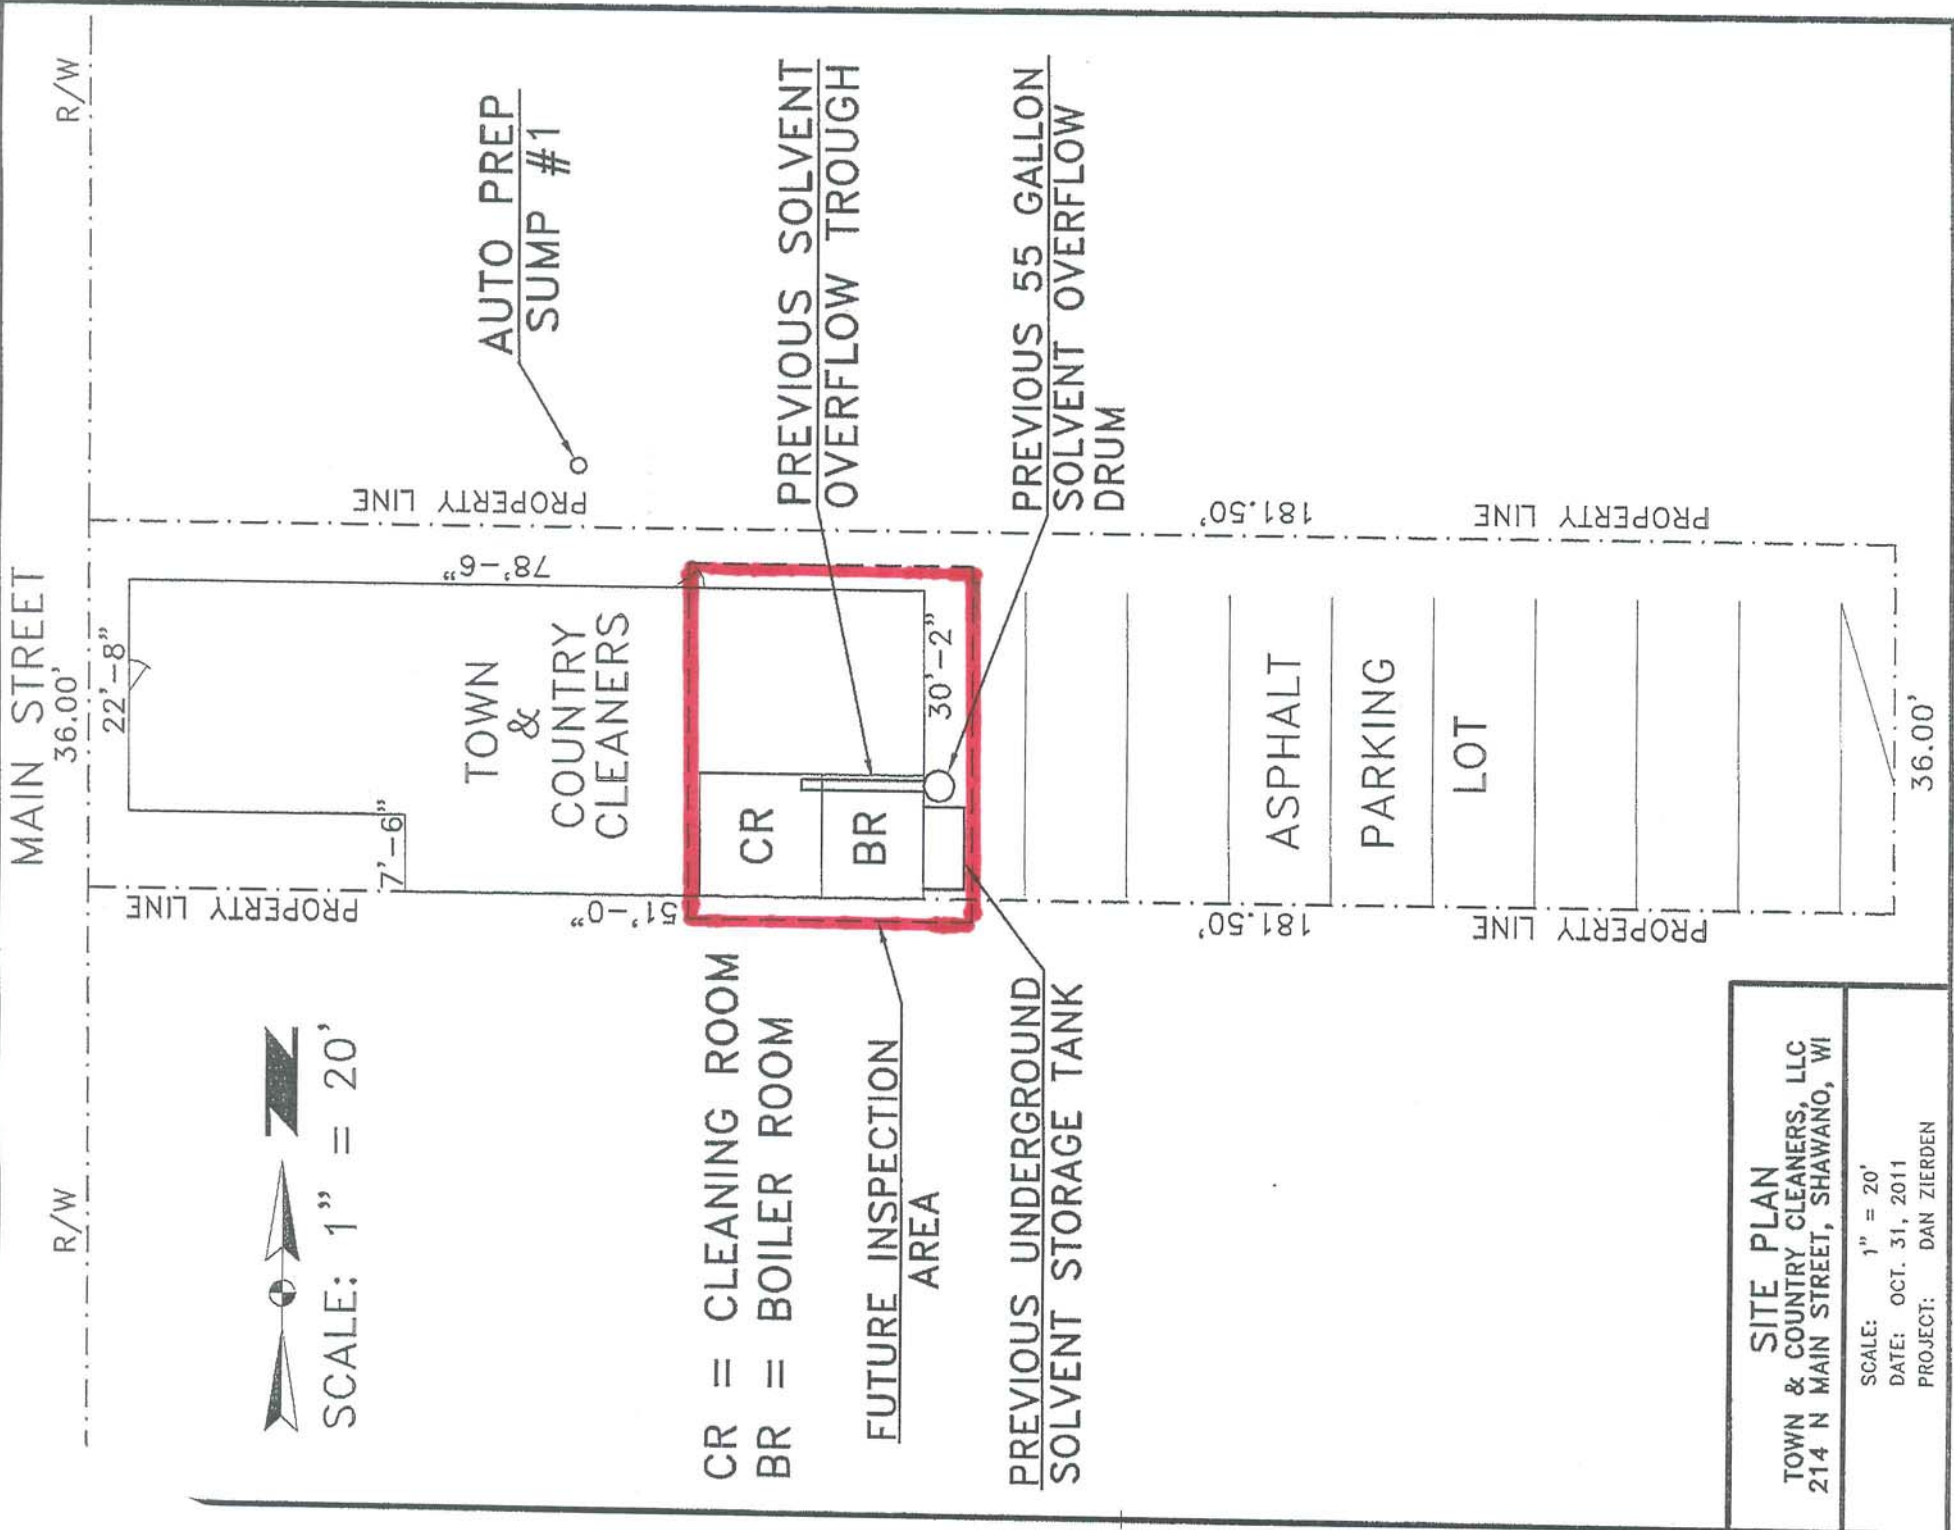 MAIN STREET
36.00'
R/W
R/W
22'-8"
78'-6"
7'-6"
51'-0"
30'-2"
PROPERTY LINE
PROPERTY LINE
TOWN
&
COUNTRY
CLEANERS
AUTO PREP
SUMP #1
PREVIOUS SOLVENT
OVERFLOW TROUGH
PREVIOUS 55 GALLON
SOLVENT OVERFLOW
DRUM
CR
BR
N
SCALE: 1" = 20'
CR = CLEANING ROOM
BR = BOILER ROOM
FUTURE INSPECTION
AREA
PREVIOUS UNDERGROUND
SOLVENT STORAGE TANK
181.50'
PROPERTY LINE
181.50'
PROPERTY LINE
ASPHALT
PARKING
LOT
36.00'
SITE PLAN
TOWN & COUNTRY CLEANERS, LLC
214 N MAIN STREET, SHAWANO, WI
SCALE: 1" = 20'
DATE: OCT. 31, 2011
PROJECT: DAN ZIERDEN